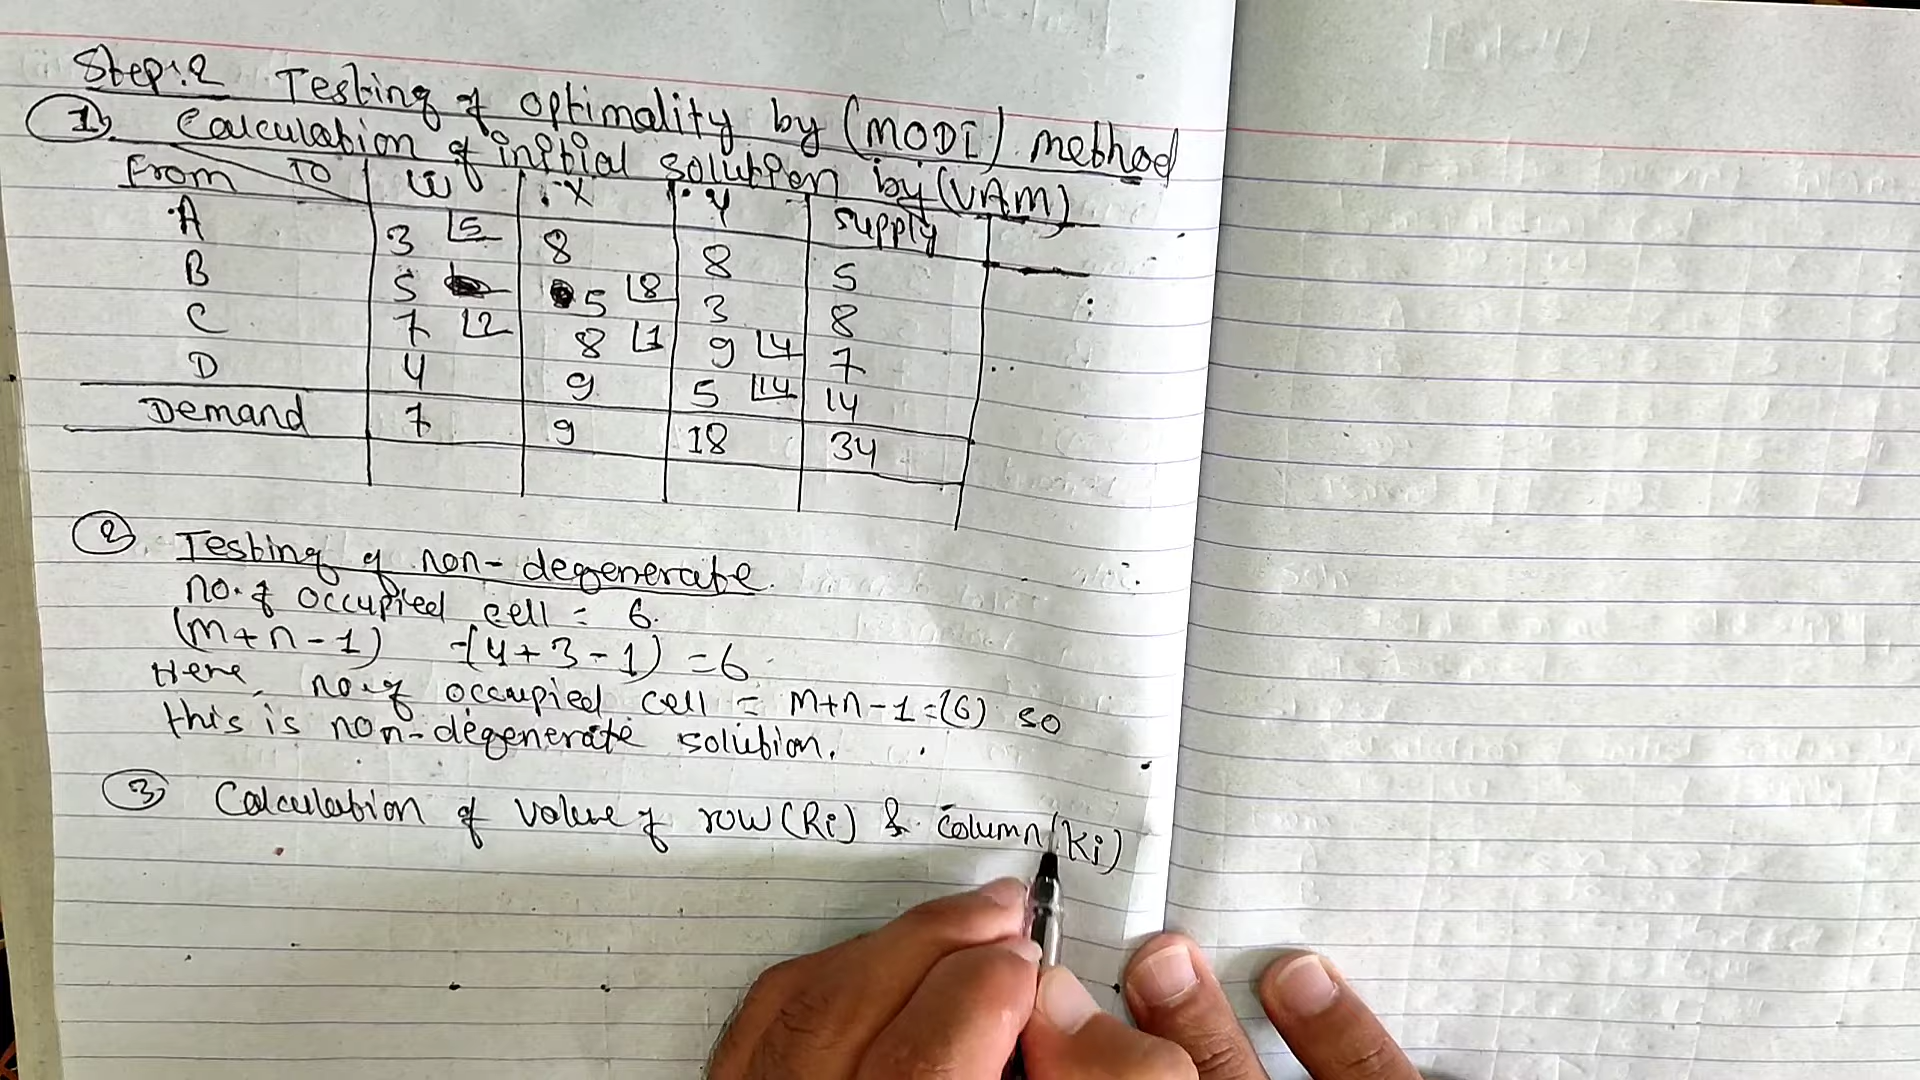 Step:2 Testing of optimality by (MODI) method
1) Calculation of initial solution by (VAM)
From TO W X Y supply
A 3 5 8 8 5
B 5 5 8 3 8
C 7 2 8 1 9 4 7
D 4 9 5 14 14
Demand 7 9 18 34
2 Testing of non-degenerate
no. of occupied cell = 6.
(m+n-1) =(4+3-1) =6
Here, no. of occupied cell = m+n-1=(6) so
this is non-degenerate solution.
3 Calculation of value of row (Ri) & column (Kj)